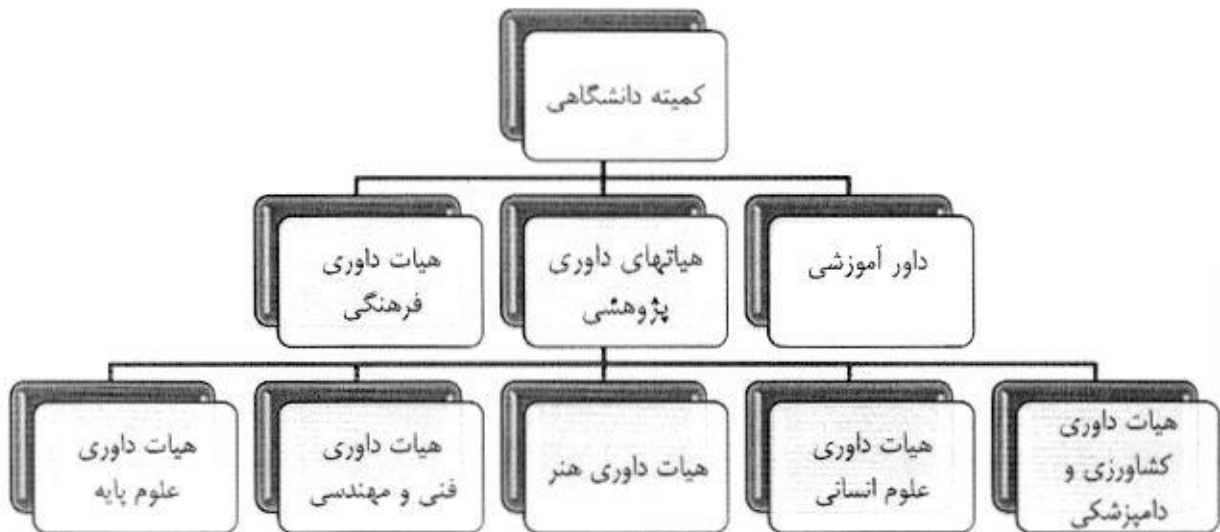 کمیته دانشگاهی
داور آموزشی
هیاتهای داوری
پژوهشی
هیات داوری
فرهنگی
هیات داوری
کشاورزی و
دامپزشکی
هیات داوری
علوم انسانی
هیات داوری هنر
هیات داوری
فنی و مهندسی
هیات داوری
علوم پایه